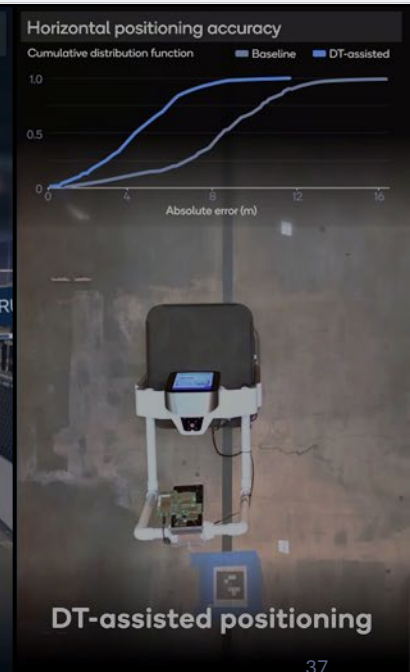 Horizontal positioning accuracy
Cumulative distribution function Baseline DT-assisted
1.0
0.5
0
0 4 8 12 16
Absolute error (m)
DT-assisted positioning
37